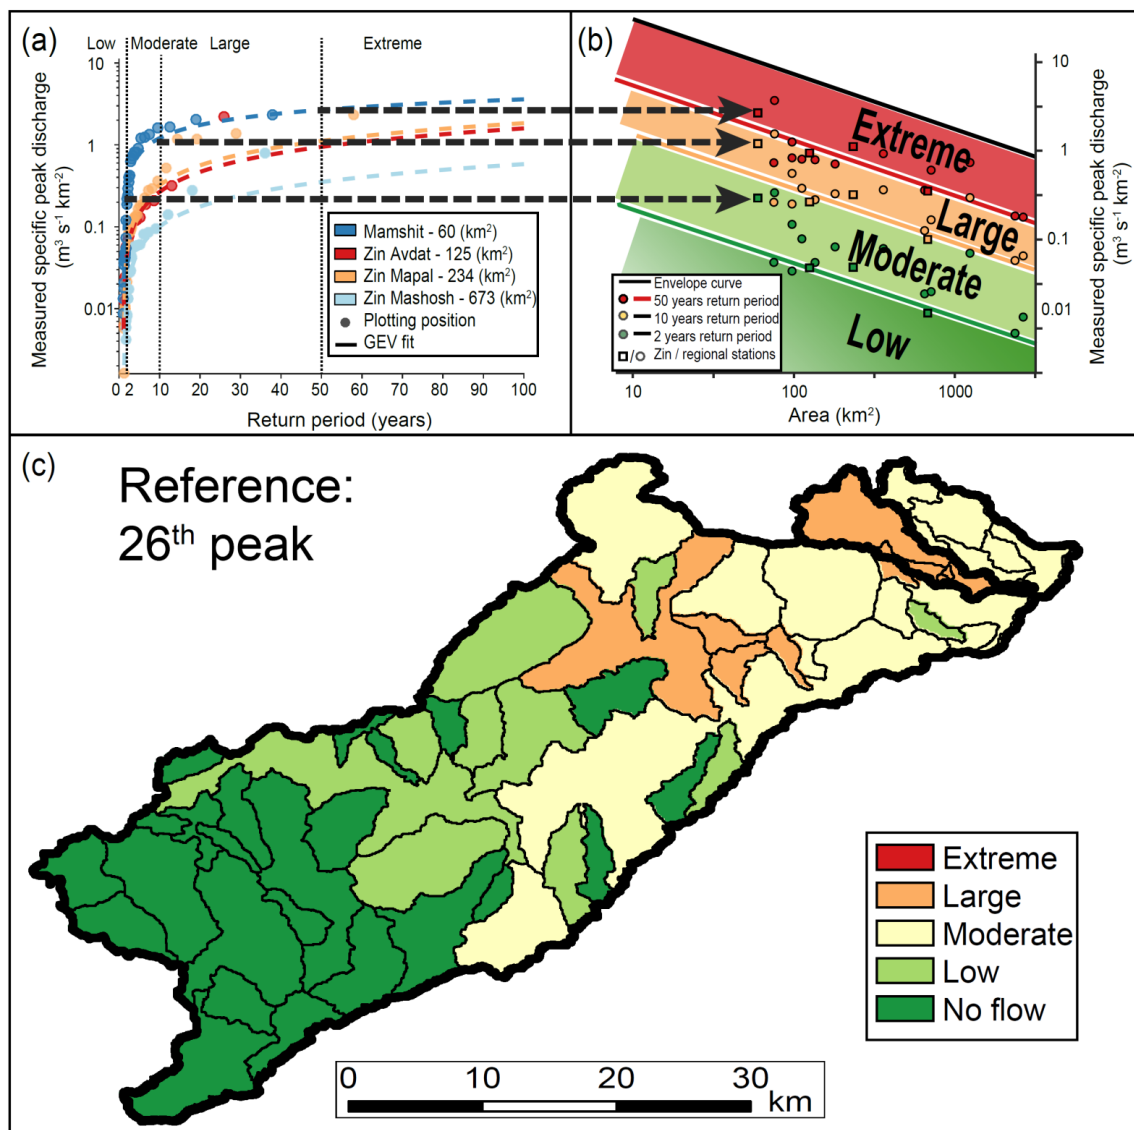 (a)
Low
Moderate
Large
Extreme
10
1
0.1
0.01
Measured specific peak discharge
(m³ s⁻¹ km⁻²)
Mamshit - 60 (km²)
Zin Avdat - 125 (km²)
Zin Mapal - 234 (km²)
Zin Mashosh - 673 (km²)
Plotting position
GEV fit
0 2 10 20 30 40 50 60 70 80 90 100
Return period (years)
(b)
Extreme
Large
Moderate
Low
Envelope curve
50 years return period
10 years return period
2 years return period
/ Zin / regional stations
10 100 1000
Area (km²)
10
1
0.1
0.01
Measured specific peak discharge
(m³ s⁻¹ km⁻²)
(c)
Reference:
26th peak
Extreme
Large
Moderate
Low
No flow
0 10 20 30
km